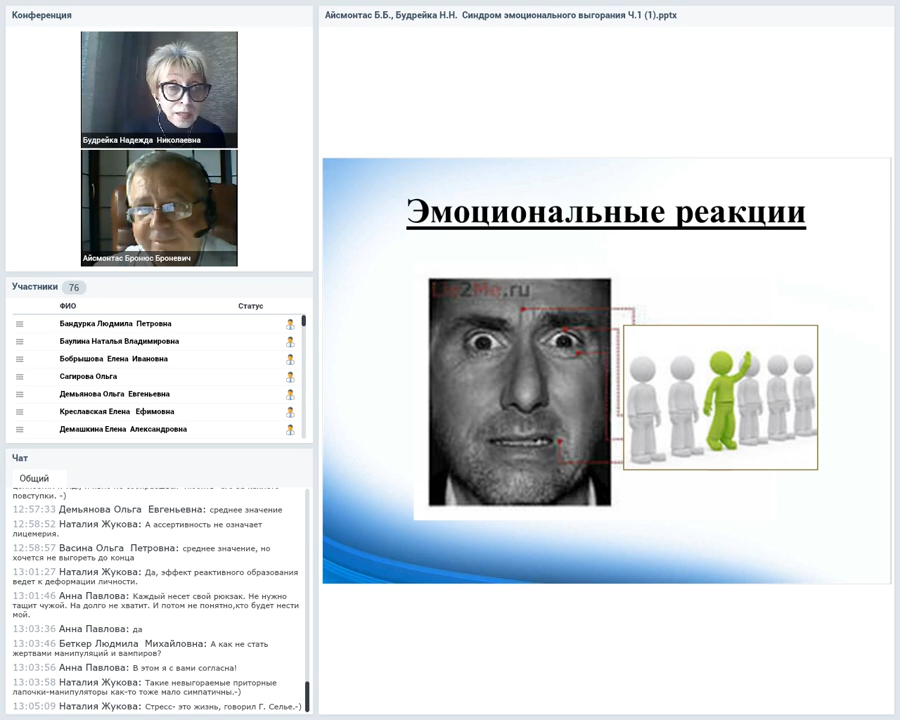 Конференция
Будрейка Надежда Николаевна
Айсмонтас Бронюс Броневич
Участники 76
ФИО Статус
Бандурка Людмила Петровна
Баулина Наталья Владимировна
Бобрышова Елена Ивановна
Сагирова Ольга
Демьянова Ольга Евгеньевна
Креславская Елена Ефимовна
Демашкина Елена Александровна
Чат
Общий
поступки. -)
12:57:33 Демьянова Ольга Евгеньевна: среднее значение
12:58:52 Наталия Жукова: А ассертивность не означает
лицемерия.
12:58:57 Васина Ольга Петровна: среднее значение, но
хочется не выгореть до конца
13:01:27 Наталия Жукова: Да, эффект реактивного образования
ведет к деформации личности.
13:01:46 Анна Павлова: Каждый несет свой рюкзак. Не нужно
тащит чужой. На долго не хватит. И потом не понятно,кто будет нести
мой.
13:03:36 Анна Павлова: да
13:03:46 Беткер Людмила Михайловна: А как не стать
жертвами манипуляций и вампиров?
13:03:56 Анна Павлова: В этом я с вами согласна!
13:03:58 Наталия Жукова: Такие невыгораемые приторные
лапочки-манипуляторы как-то тоже мало симпатичны.-)
13:05:09 Наталия Жукова: Стресс- это жизнь, говорил Г. Селье.-)
Айсмонтас Б.Б., Будрейка Н.Н. Синдром эмоционального выгорания Ч.1 (1).pptx
Эмоциональные реакции
Lie2Me.ru